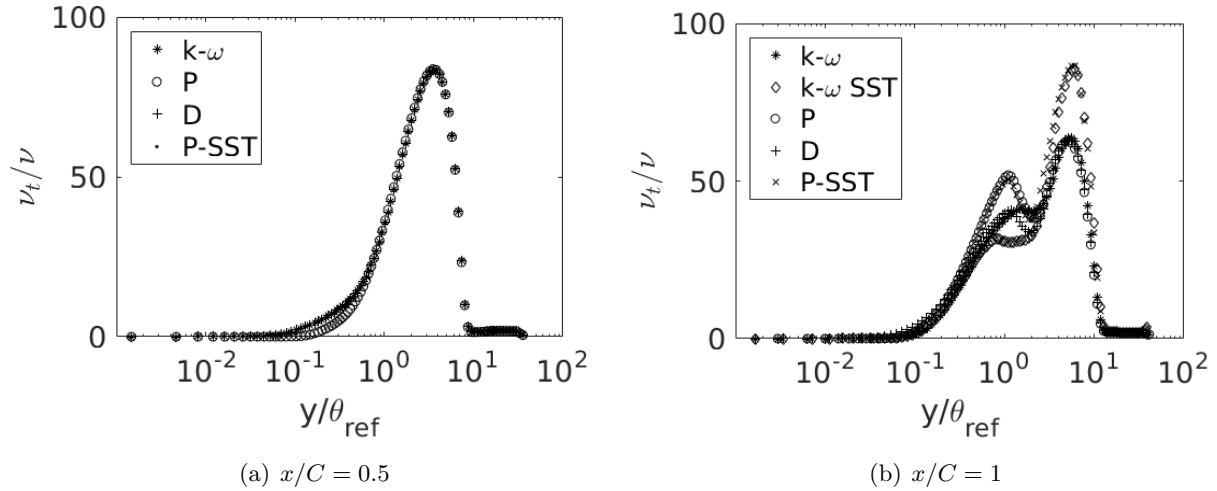 100
50
0
ν_t/ν
* k-ω
○ P
+ D
· P-SST
10^-2 10^-1 10^0 10^1 10^2
y/θ_ref
(a) x/C = 0.5
100
50
0
ν_t/ν
* k-ω
◇ k-ω SST
○ P
+ D
× P-SST
10^-2 10^-1 10^0 10^1 10^2
y/θ_ref
(b) x/C = 1